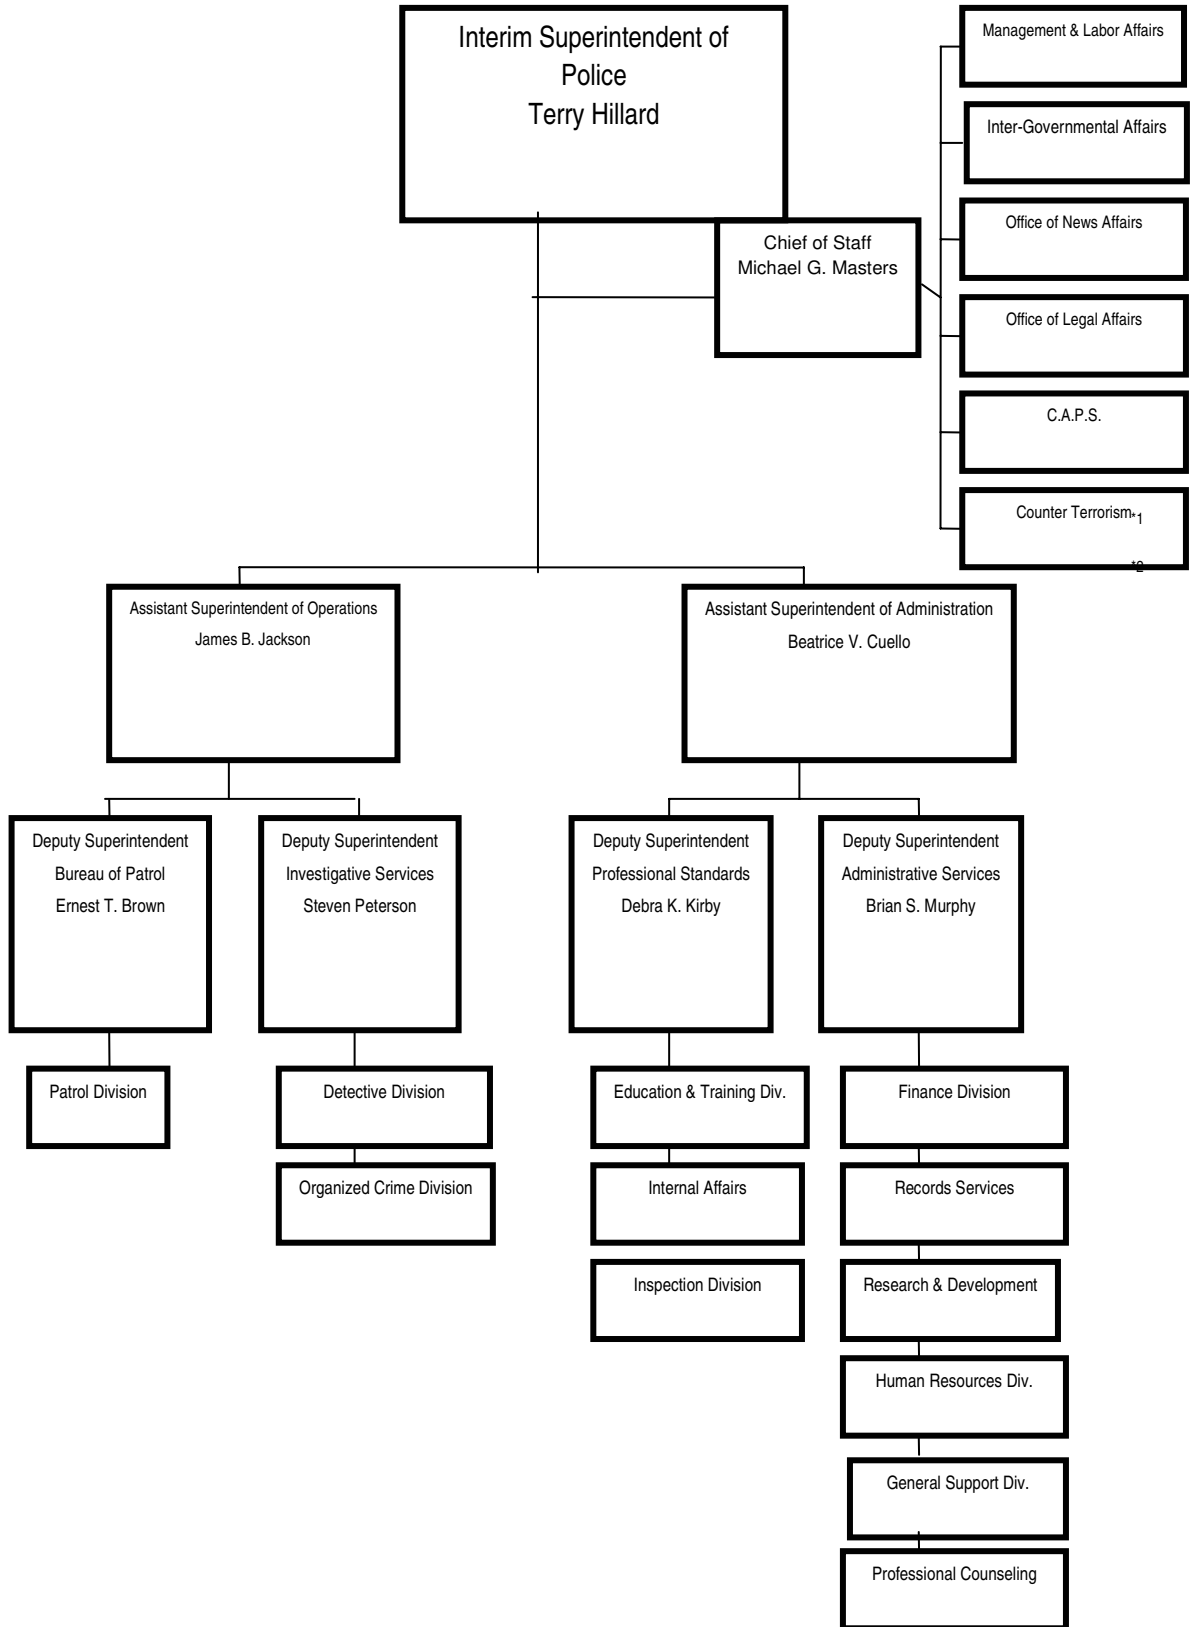 Interim Superintendent of
Police
Terry Hillard
Chief of Staff
Michael G. Masters
Management & Labor Affairs
Inter-Governmental Affairs
Office of News Affairs
Office of Legal Affairs
C.A.P.S.
Counter Terrorism*1
*2
Assistant Superintendent of Operations
James B. Jackson
Assistant Superintendent of Administration
Beatrice V. Cuello
Deputy Superintendent
Bureau of Patrol
Ernest T. Brown
Deputy Superintendent
Investigative Services
Steven Peterson
Deputy Superintendent
Professional Standards
Debra K. Kirby
Deputy Superintendent
Administrative Services
Brian S. Murphy
Patrol Division
Detective Division
Organized Crime Division
Education & Training Div.
Internal Affairs
Inspection Division
Finance Division
Records Services
Research & Development
Human Resources Div.
General Support Div.
Professional Counseling